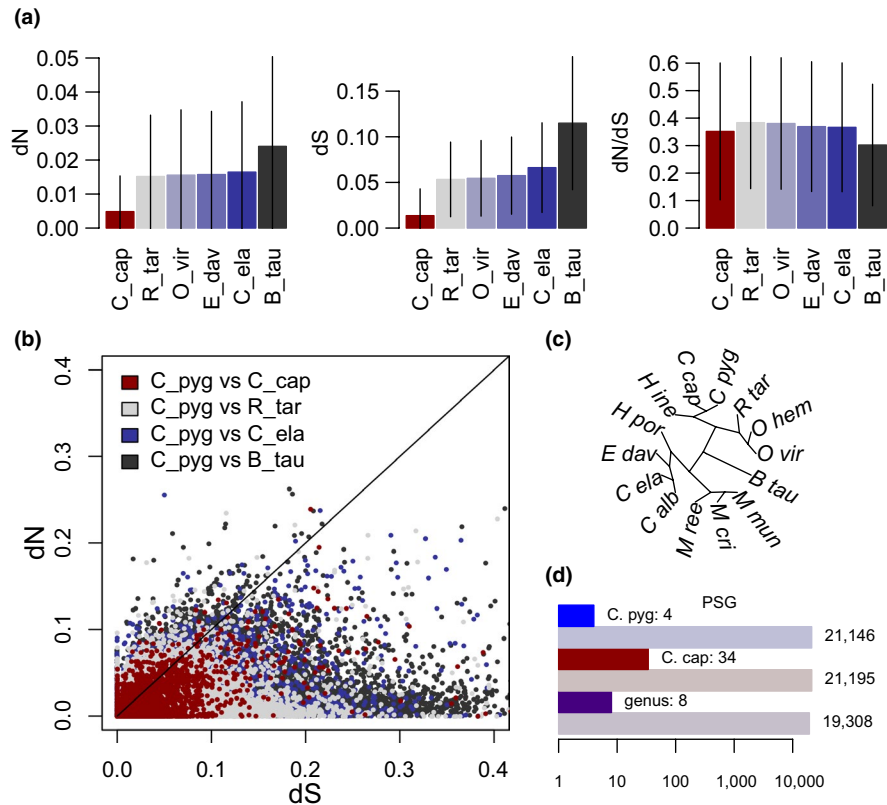 (a)
dN
0.05
0.04
0.03
0.02
0.01
0.00
C_cap
R_tar
O_vir
E_dav
C_ela
B_tau
dS
0.15
0.10
0.05
0.00
C_cap
R_tar
O_vir
E_dav
C_ela
B_tau
dN/dS
0.6
0.5
0.4
0.3
0.2
0.1
0.0
C_cap
R_tar
O_vir
E_dav
C_ela
B_tau
(b)
dN
0.4
0.3
0.2
0.1
0.0
C_pyg vs C_cap
C_pyg vs R_tar
C_pyg vs C_ela
C_pyg vs B_tau
0.0 0.1 0.2 0.3 0.4
dS
(c)
H por
H ine
C cap
C pyg
R tar
O hem
O vir
B tau
M mun
M cri
M ree
C alb
C ela
E dav
(d)
PSG
C. pyg: 4
21,146
C. cap: 34
21,195
genus: 8
19,308
1 10 100 1,000 10,000